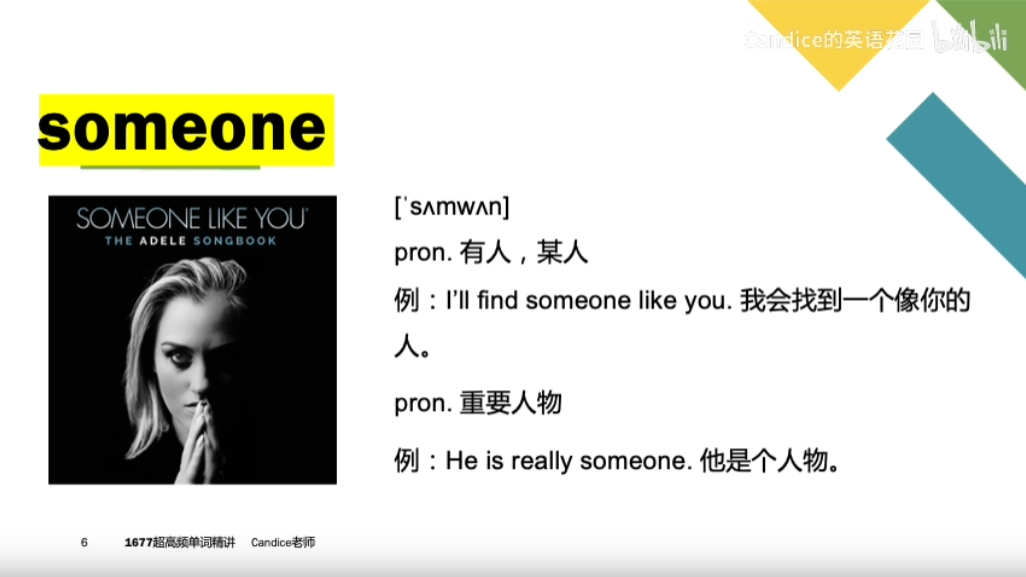 Candice的英语花园 bilibili
someone
SOMEONE LIKE YOU®
THE ADELE SONGBOOK
[ˈsʌmwʌn]
pron. 有人，某人
例：I’ll find someone like you. 我会找到一个像你的
人。
pron. 重要人物
例：He is really someone. 他是个人物。
6 1677超高频单词精讲 Candice老师